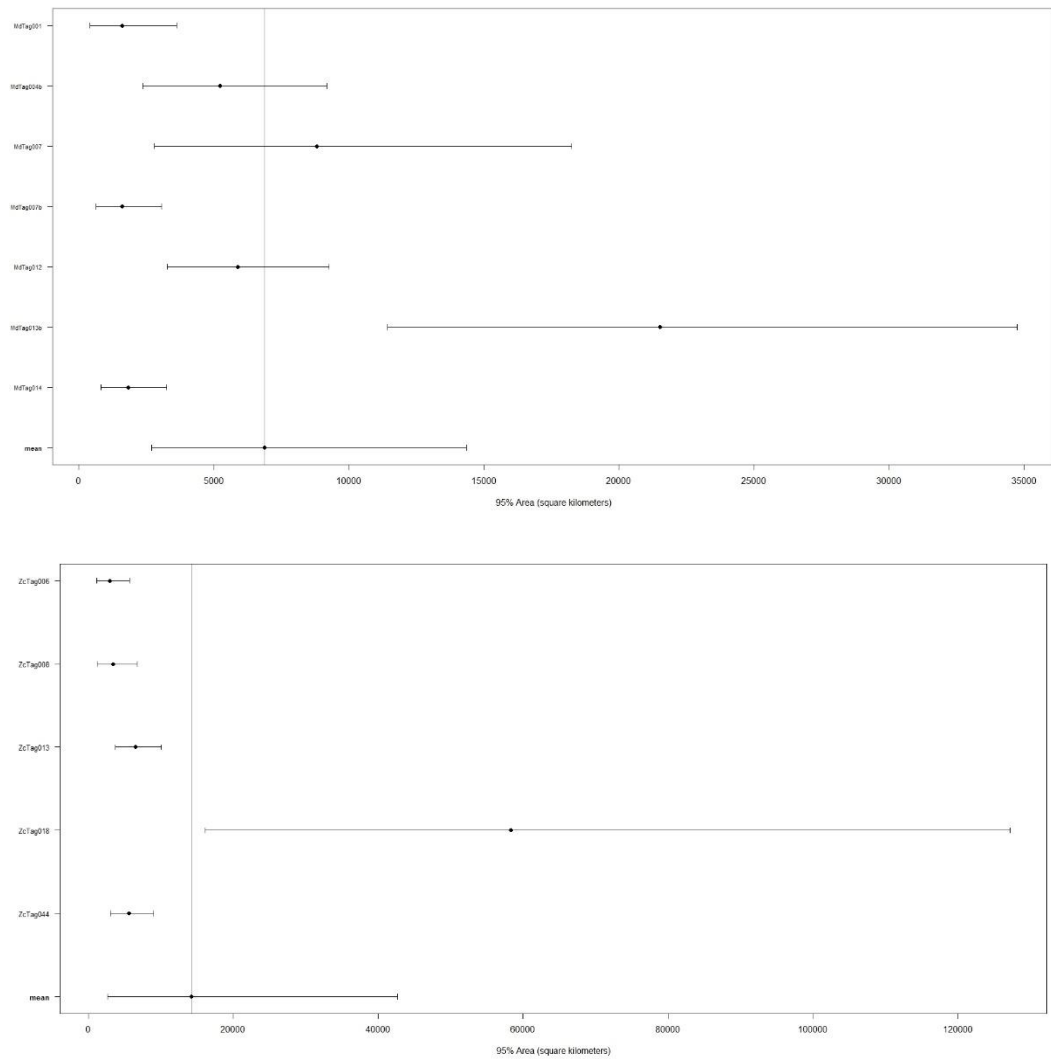 MdTag001
MdTag004b
MdTag007
MdTag007b
MdTag012
MdTag013b
MdTag014
mean
0 5000 10000 15000 20000 25000 30000 35000
95% Area (square kilometers)
ZcTag006
ZcTag008
ZcTag013
ZcTag018
ZcTag044
mean
0 20000 40000 60000 80000 100000 120000
95% Area (square kilometers)